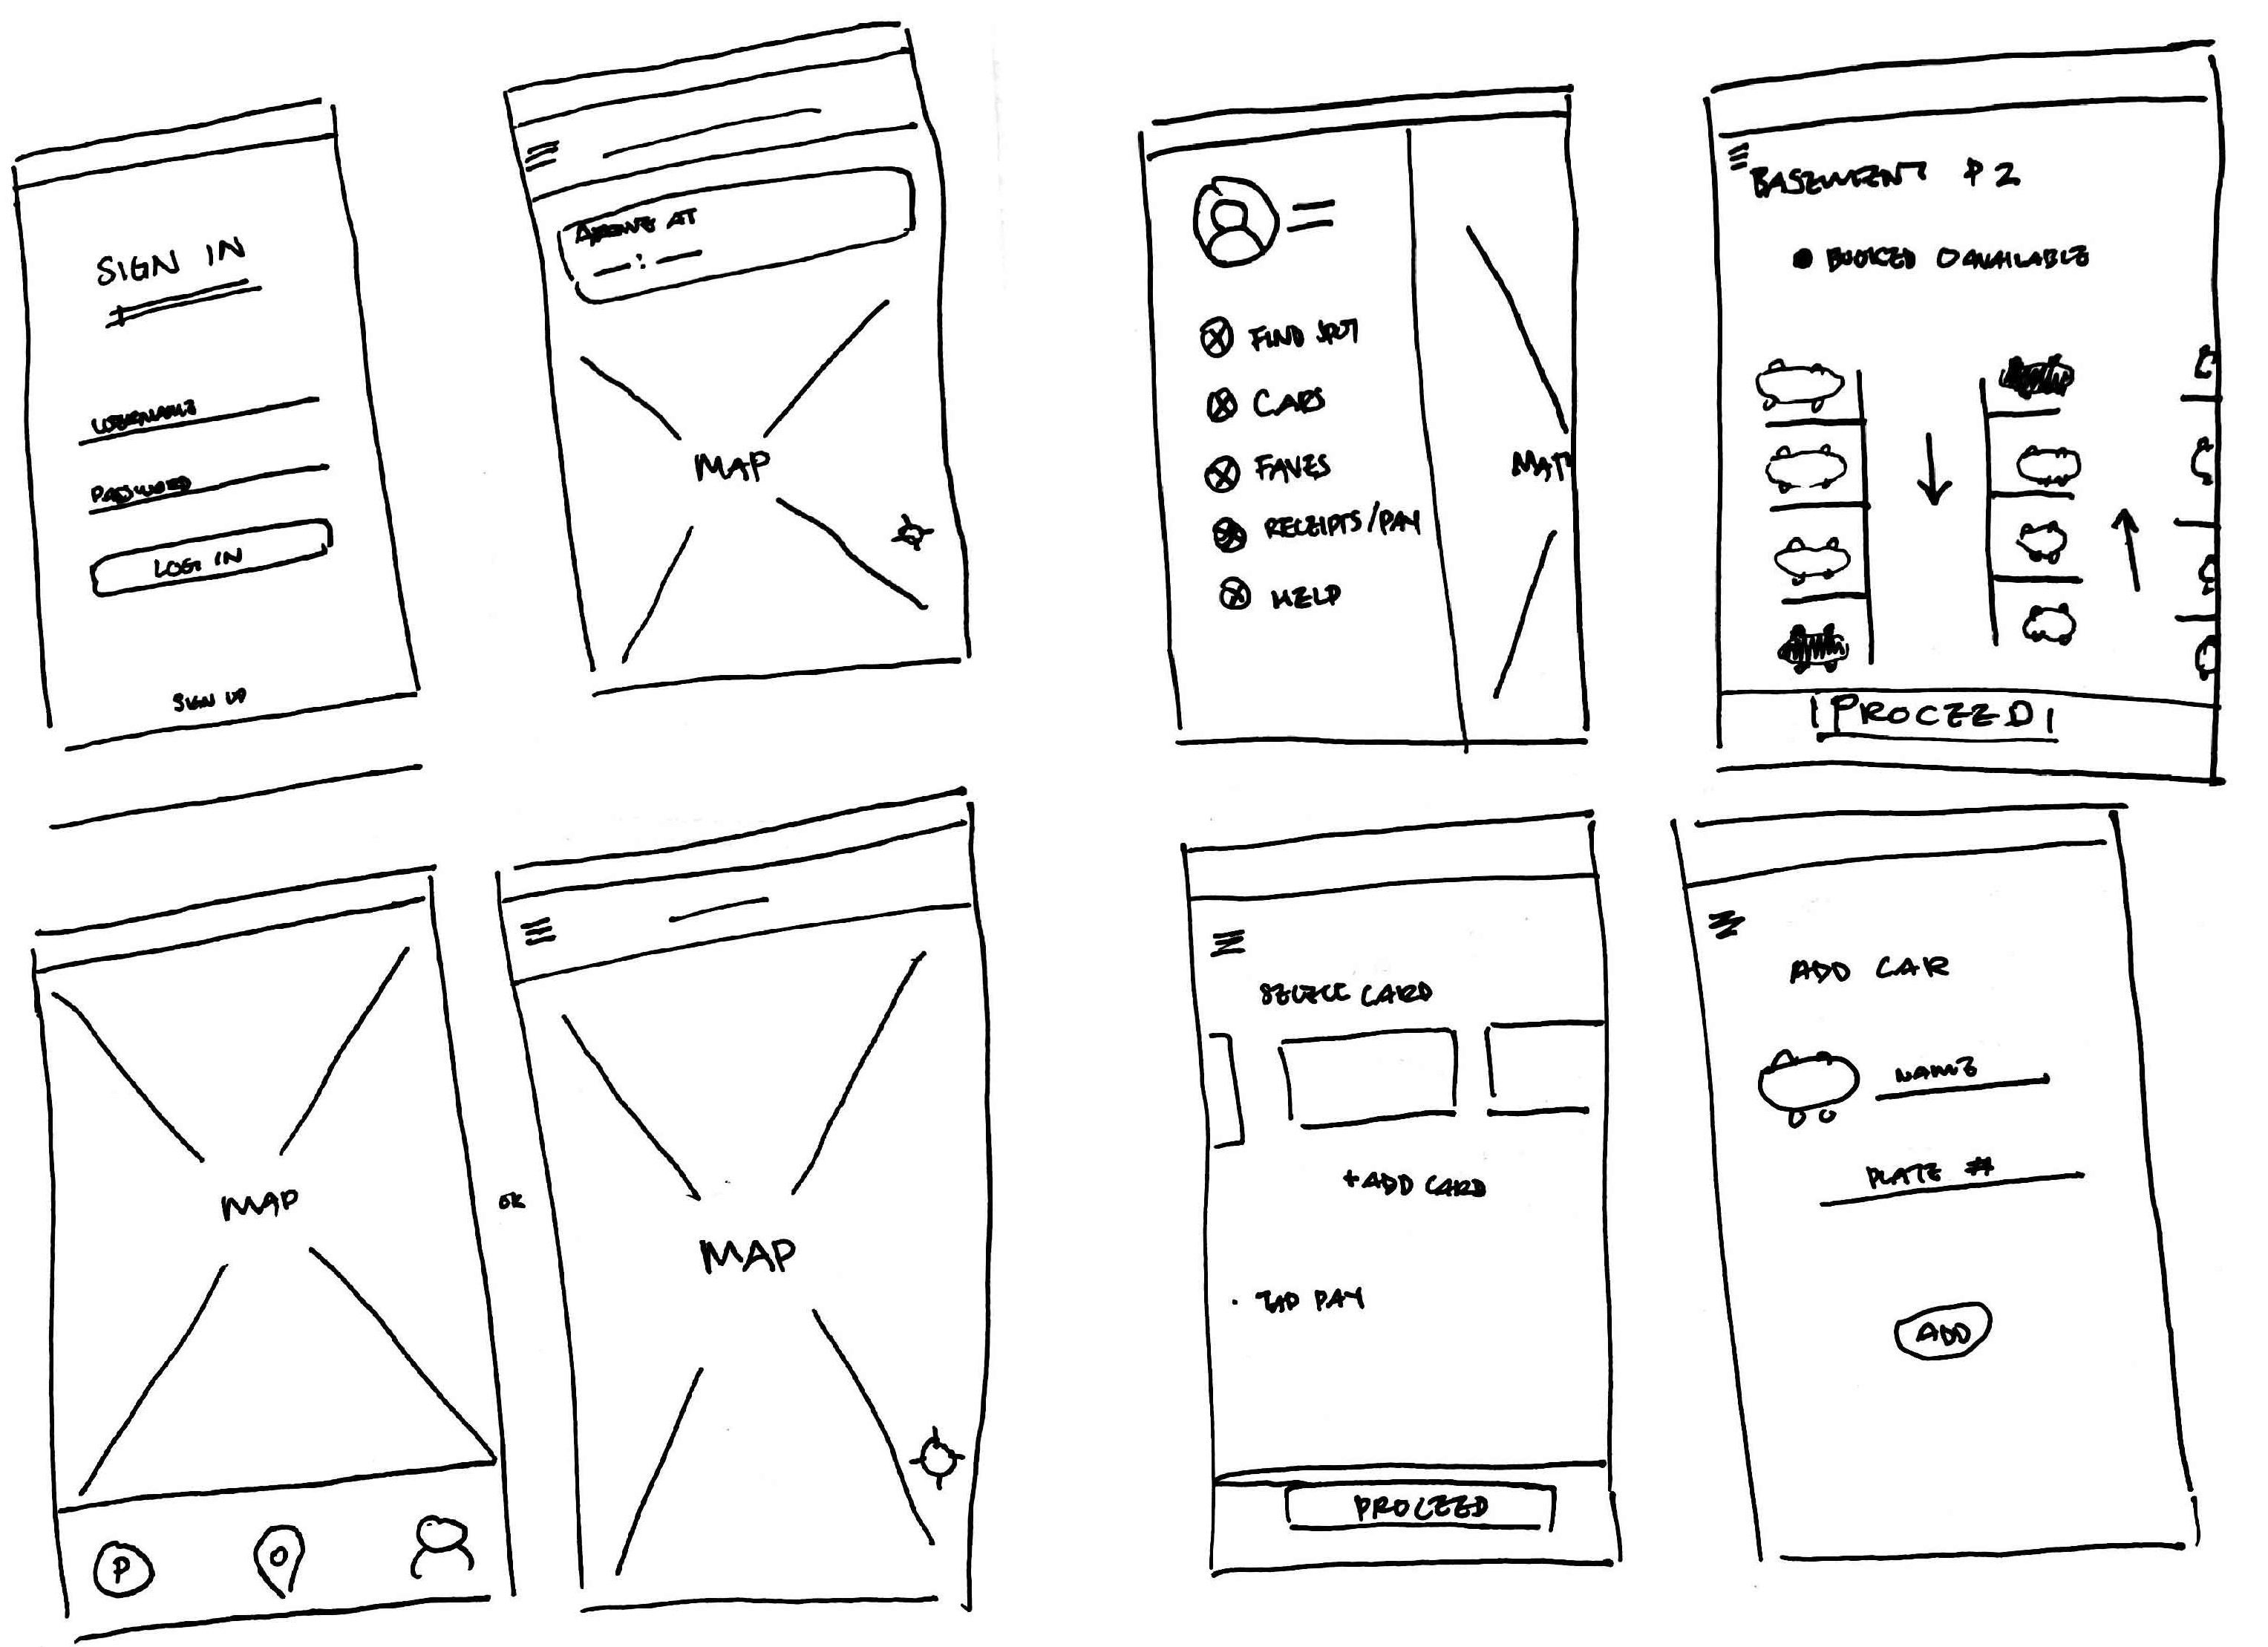 SIGN IN
USERNAME
PASSWORD
LOG IN
SIGN UP
ARRIVE AT
— : —
MAP
FIND SPOT
CARS
FAVES
RECEIPTS/PAY
HELP
MAP
BASEMENT P2
● BOOKED O AVAILABLE
PROCEED
MAP
P
OR
MAP
SELECT CARD
+ ADD CARD
· TAP PAY
PROCEED
ADD CAR
NAME
PLATE #
ADD